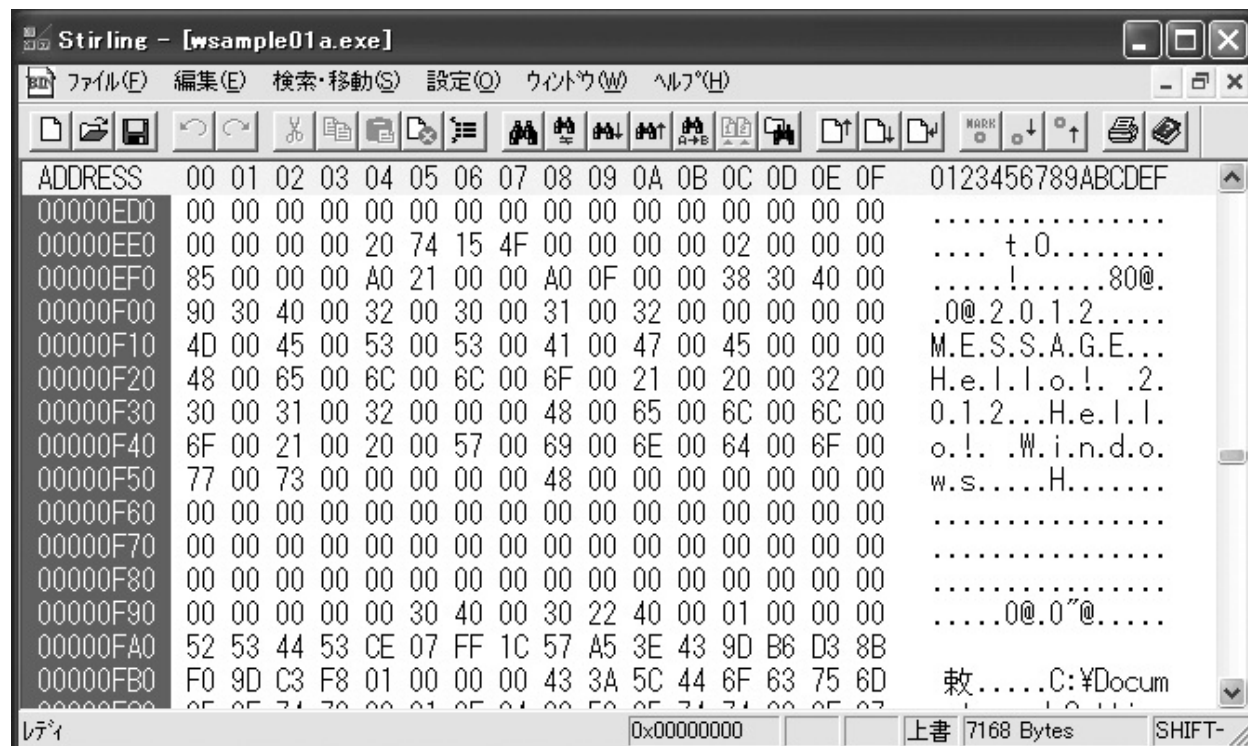 Stirling - [wsample01a.exe]
ファイル(F) 編集(E) 検索・移動(S) 設定(O) ウィンドウ(W) ヘルプ(H)
MARK
A→B
ADDRESS 00 01 02 03 04 05 06 07 08 09 0A 0B 0C 0D 0E 0F 0123456789ABCDEF
00000ED0 00 00 00 00 00 00 00 00 00 00 00 00 00 00 00 00 ................
00000EE0 00 00 00 00 20 74 15 4F 00 00 00 00 02 00 00 00 .... t.O........
00000EF0 85 00 00 00 A0 21 00 00 A0 0F 00 00 38 30 40 00 .....!......80@.
00000F00 90 30 40 00 32 00 30 00 31 00 32 00 00 00 00 00 .0@.2.0.1.2.....
00000F10 4D 00 45 00 53 00 53 00 41 00 47 00 45 00 00 00 M.E.S.S.A.G.E...
00000F20 48 00 65 00 6C 00 6C 00 6F 00 21 00 20 00 32 00 H.e.l.l.o.!. .2.
00000F30 30 00 31 00 32 00 00 00 48 00 65 00 6C 00 6C 00 0.1.2...H.e.l.l.
00000F40 6F 00 21 00 20 00 57 00 69 00 6E 00 64 00 6F 00 o.!. .W.i.n.d.o.
00000F50 77 00 73 00 00 00 00 00 48 00 00 00 00 00 00 00 w.s.....H.......
00000F60 00 00 00 00 00 00 00 00 00 00 00 00 00 00 00 00 ................
00000F70 00 00 00 00 00 00 00 00 00 00 00 00 00 00 00 00 ................
00000F80 00 00 00 00 00 00 00 00 00 00 00 00 00 00 00 00 ................
00000F90 00 00 00 00 00 30 40 00 30 22 40 00 01 00 00 00 .....0@.0"@.....
00000FA0 52 53 44 53 CE 07 FF 1C 57 A5 3E 43 9D B6 D3 8B
00000FB0 F0 9D C3 F8 01 00 00 00 43 3A 5C 44 6F 63 75 6D 敎......C:¥Docum
レディ 0x00000000 上書 7168 Bytes SHIFT-